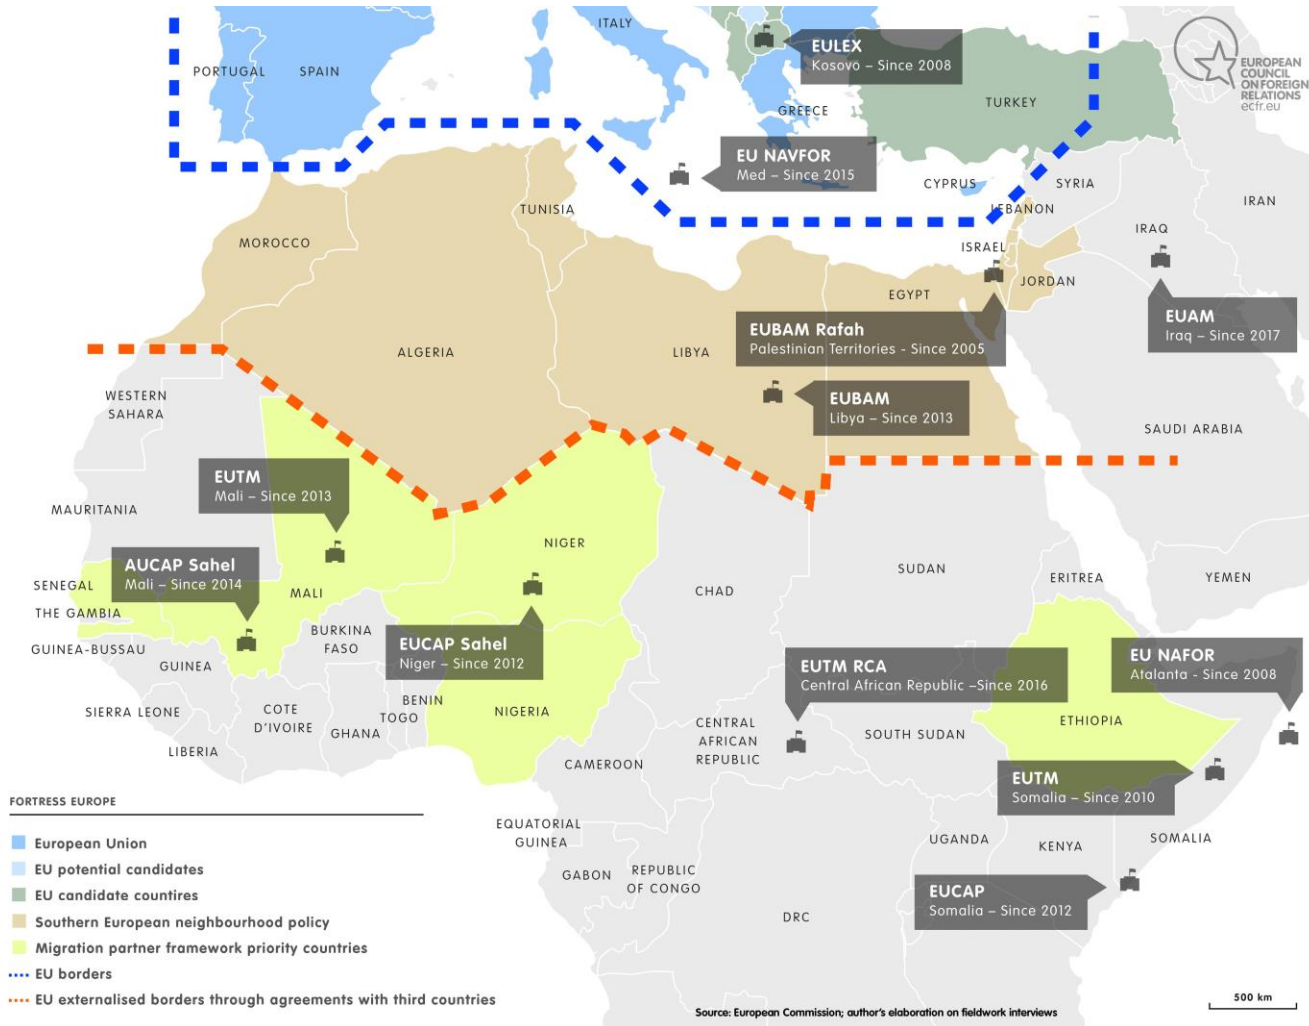 ITALY
EULEX
Kosovo – Since 2008
EUROPEAN
COUNCIL
ON FOREIGN
RELATIONS
ecfr.eu
PORTUGAL
SPAIN
GREECE
TURKEY
EU NAVFOR
Med – Since 2015
CYPRUS
SYRIA
LEBANON
IRAN
TUNISIA
MOROCCO
IRAQ
ISRAEL
JORDAN
EGYPT
EUAM
Iraq – Since 2017
EUBAM Rafah
Palestinian Territories - Since 2005
ALGERIA
LIBYA
WESTERN
SAHARA
EUBAM
Libya – Since 2013
SAUDI ARABIA
EUTM
Mali – Since 2013
MAURITANIA
NIGER
AUCAP Sahel
Mali – Since 2014
SENEGAL
MALI
CHAD
SUDAN
ERITREA
YEMEN
THE GAMBIA
GUINEA-BUSSAU
BURKINA
FASO
EUCAP Sahel
Niger – Since 2012
GUINEA
EUTM RCA
Central African Republic –Since 2016
EU NAFOR
Atalanta - Since 2008
SIERRA LEONE
COTE
D'IVOIRE
BENIN
TOGO
GHANA
NIGERIA
ETHIOPIA
LIBERIA
CENTRAL
AFRICAN
REPUBLIC
SOUTH SUDAN
CAMEROON
EUTM
Somalia – Since 2010
FORTRESS EUROPE
EQUATORIAL
GUINEA
UGANDA
KENYA
SOMALIA
GABON
REPUBLIC
OF CONGO
EUCAP
Somalia – Since 2012
DRC
European Union
EU potential candidates
EU candidate countires
Southern European neighbourhood policy
Migration partner framework priority countries
EU borders
EU externalised borders through agreements with third countries
500 km
Source: European Commission; author's elaboration on fieldwork interviews